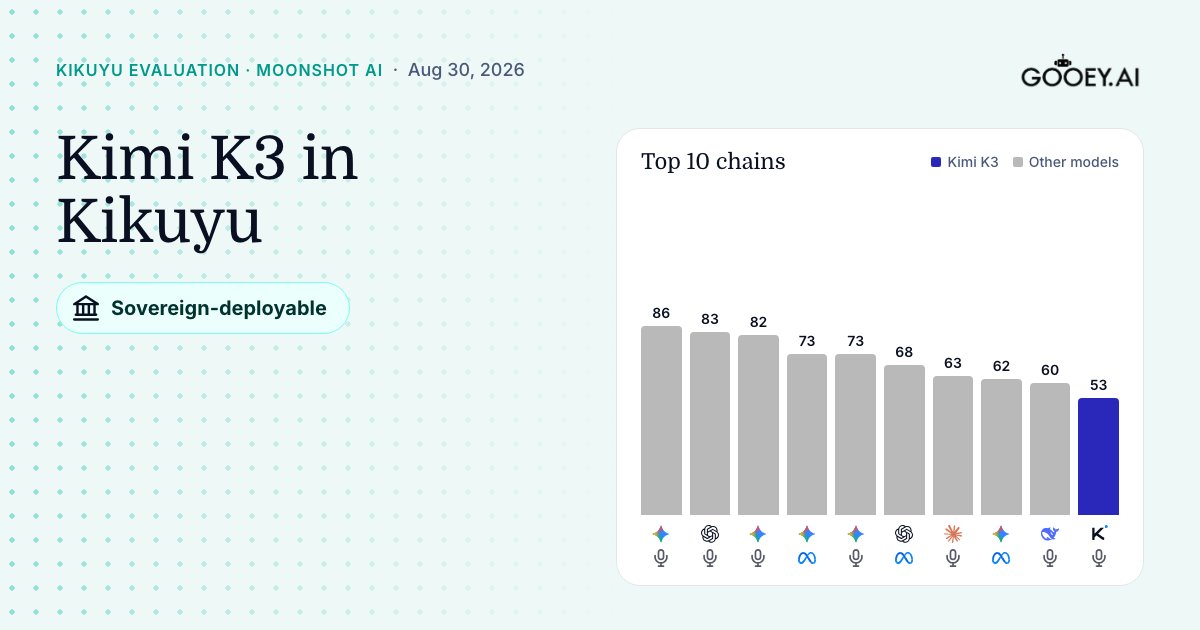 KIKUYU EVALUATION · MOONSHOT AI · Aug 30, 2026
GOOEY.AI
Kimi K3 in
Kikuyu
Sovereign-deployable
Top 10 chains
Kimi K3
Other models
86
83
82
73
73
68
63
62
60
53